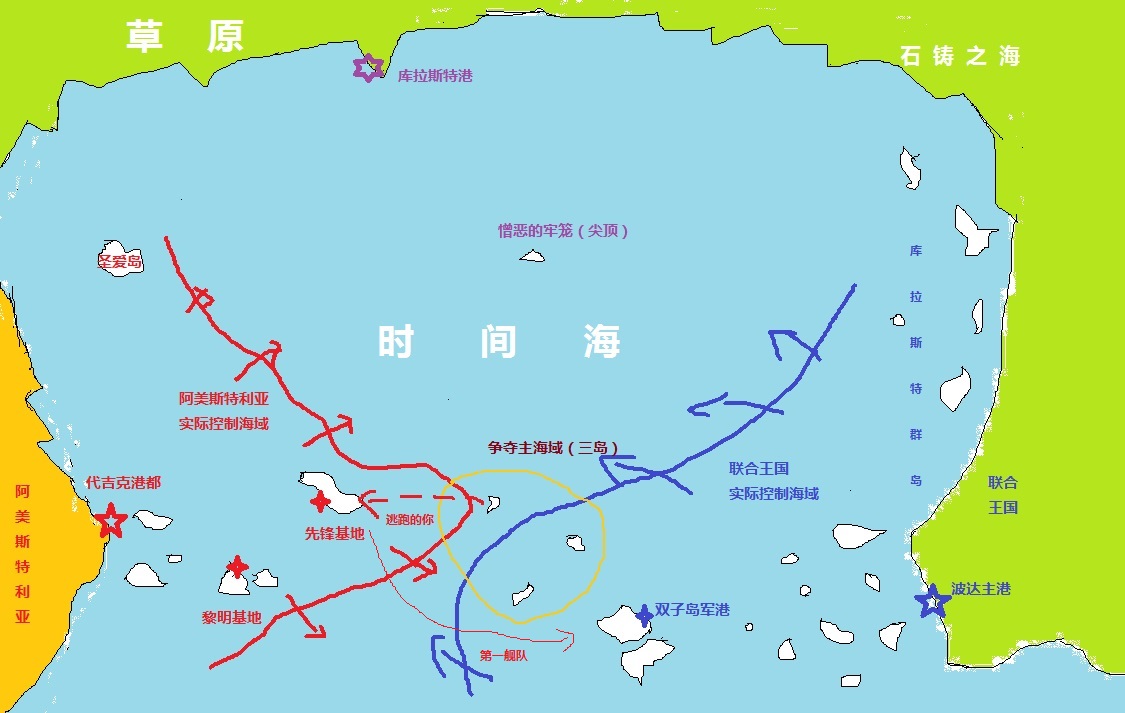 草 原
石 铸 之 海
库拉斯特港
憎恶的牢笼（尖顶）
圣爱岛
时 间 海
库拉斯特群岛
阿美斯特利亚
实际控制海域
争夺主海域（三岛）
联合王国
实际控制海域
联合
王国
代吉克港都
阿美斯特利亚
先锋基地
逃跑的你
黎明基地
双子岛军港
波达主港
第一舰队